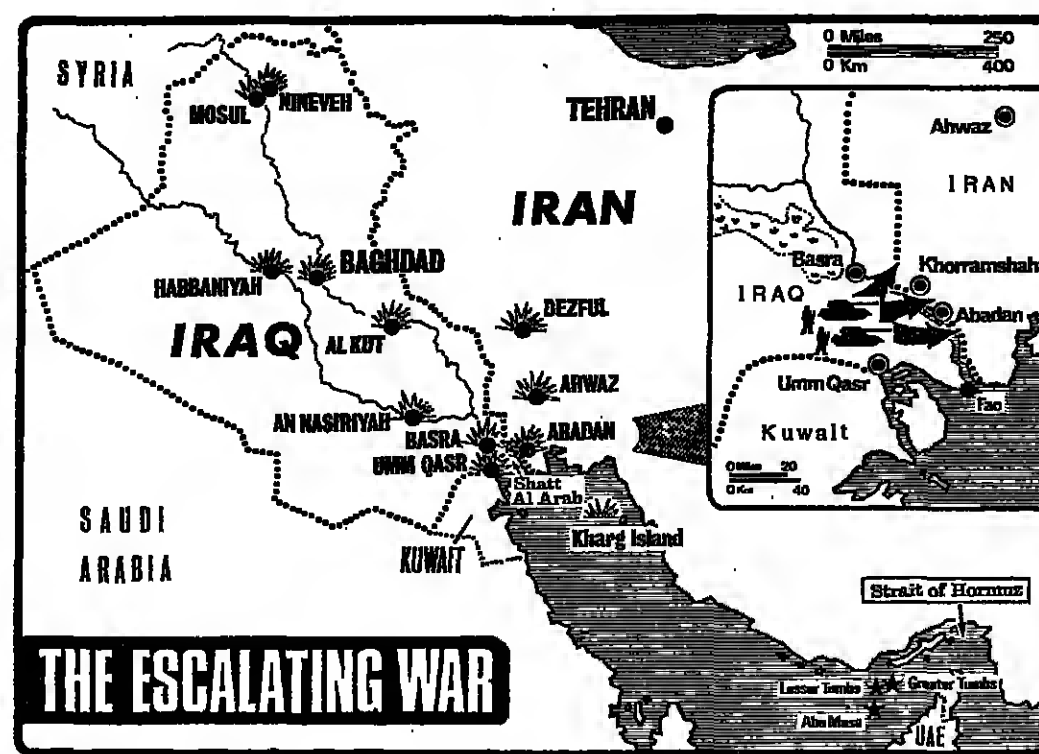 SYRIA
MOSUL
NINEVEH
TEHRAN
0 Miles 250
0 Km 400
IRAN
HABBANIYAH
BAGHDAD
IRAQ
AL KUT
DEZFUL
AN NASIRIYAH
ARWAZ
BASRA
ABADAN
UMM QASR
Shatt
Al Arab
Kharg Island
KUWAIT
SAUDI
ARABIA
Ahwaz
IRAN
Basra
Khorramshah
IRAQ
Abadan
Umm Qasr
Fao
Kuwait
0 Miles 20
0 Km 40
Strait of Hormuz
Lesser Tumbs
Greater Tumbs
Abu Musa
UAE
THE ESCALATING WAR